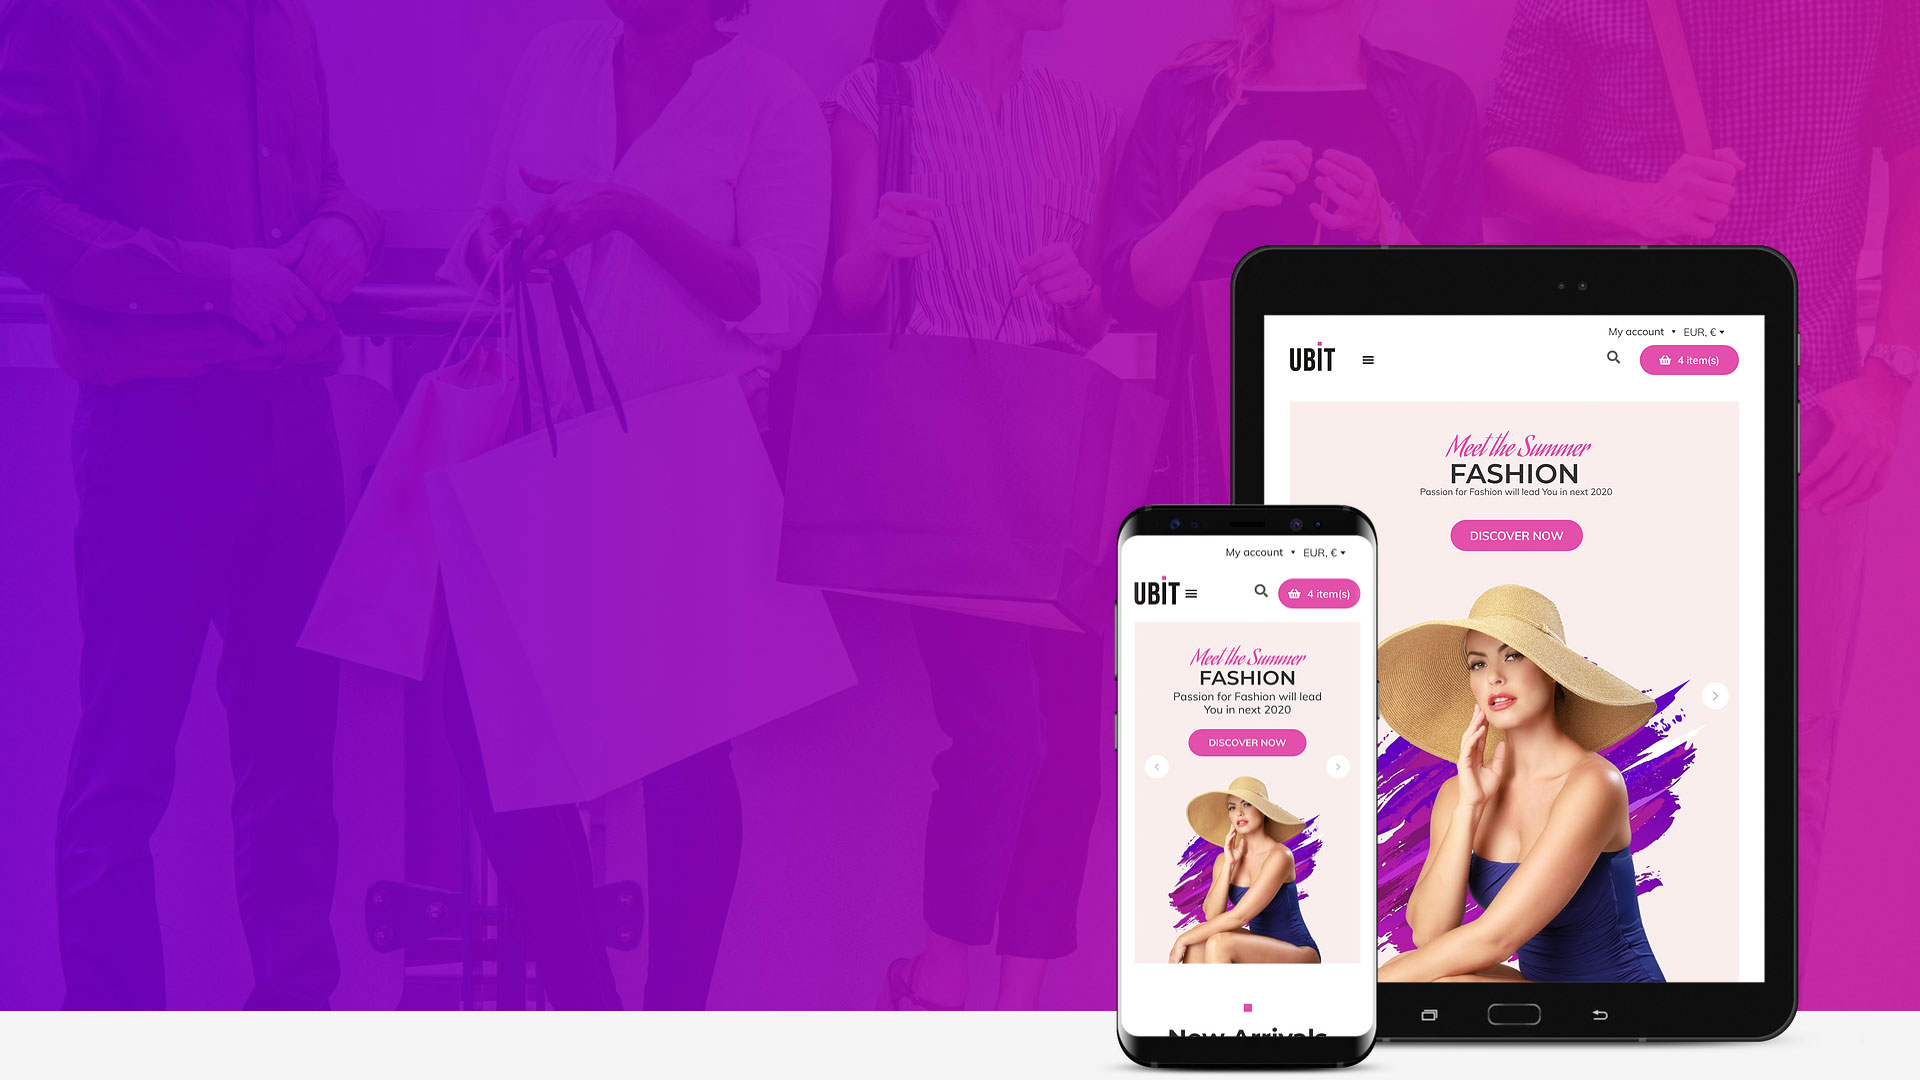 My account EUR, €
UBIT
4 item(s)
Meet the Summer
FASHION
Passion for Fashion will lead You in next 2020
DISCOVER NOW
My account EUR, €
UBIT
4 item(s)
Meet the Summer
FASHION
Passion for Fashion will lead
You in next 2020
DISCOVER NOW
New Arrivals